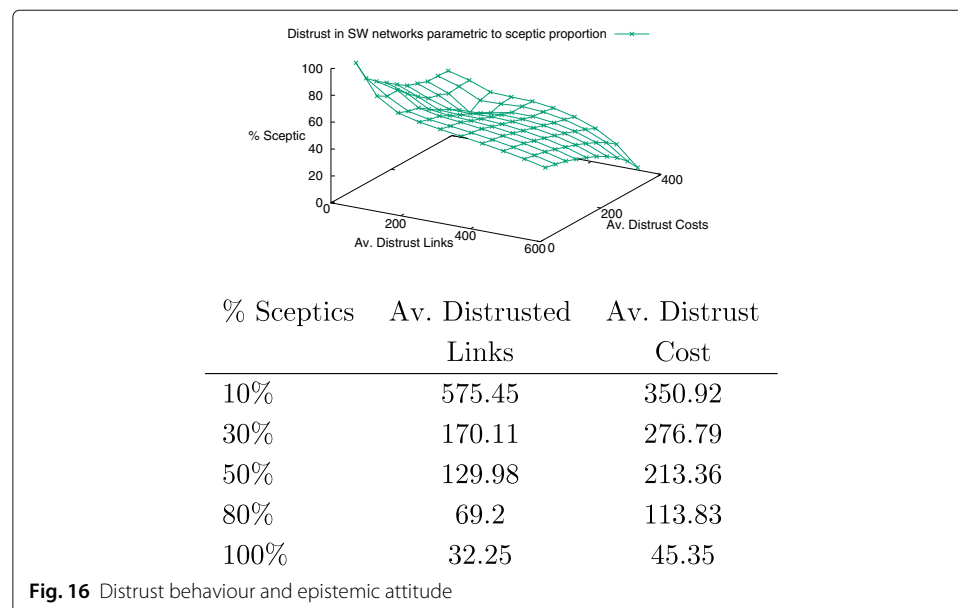 Distrust in SW networks parametric to sceptic proportion
100
80
60
40
20
0
% Sceptic
0
200
400
600
Av. Distrust Links
0
200
400
Av. Distrust Costs
% Sceptics Av. Distrusted Av. Distrust
Links Cost
10% 575.45 350.92
30% 170.11 276.79
50% 129.98 213.36
80% 69.2 113.83
100% 32.25 45.35
Fig. 16 Distrust behaviour and epistemic attitude